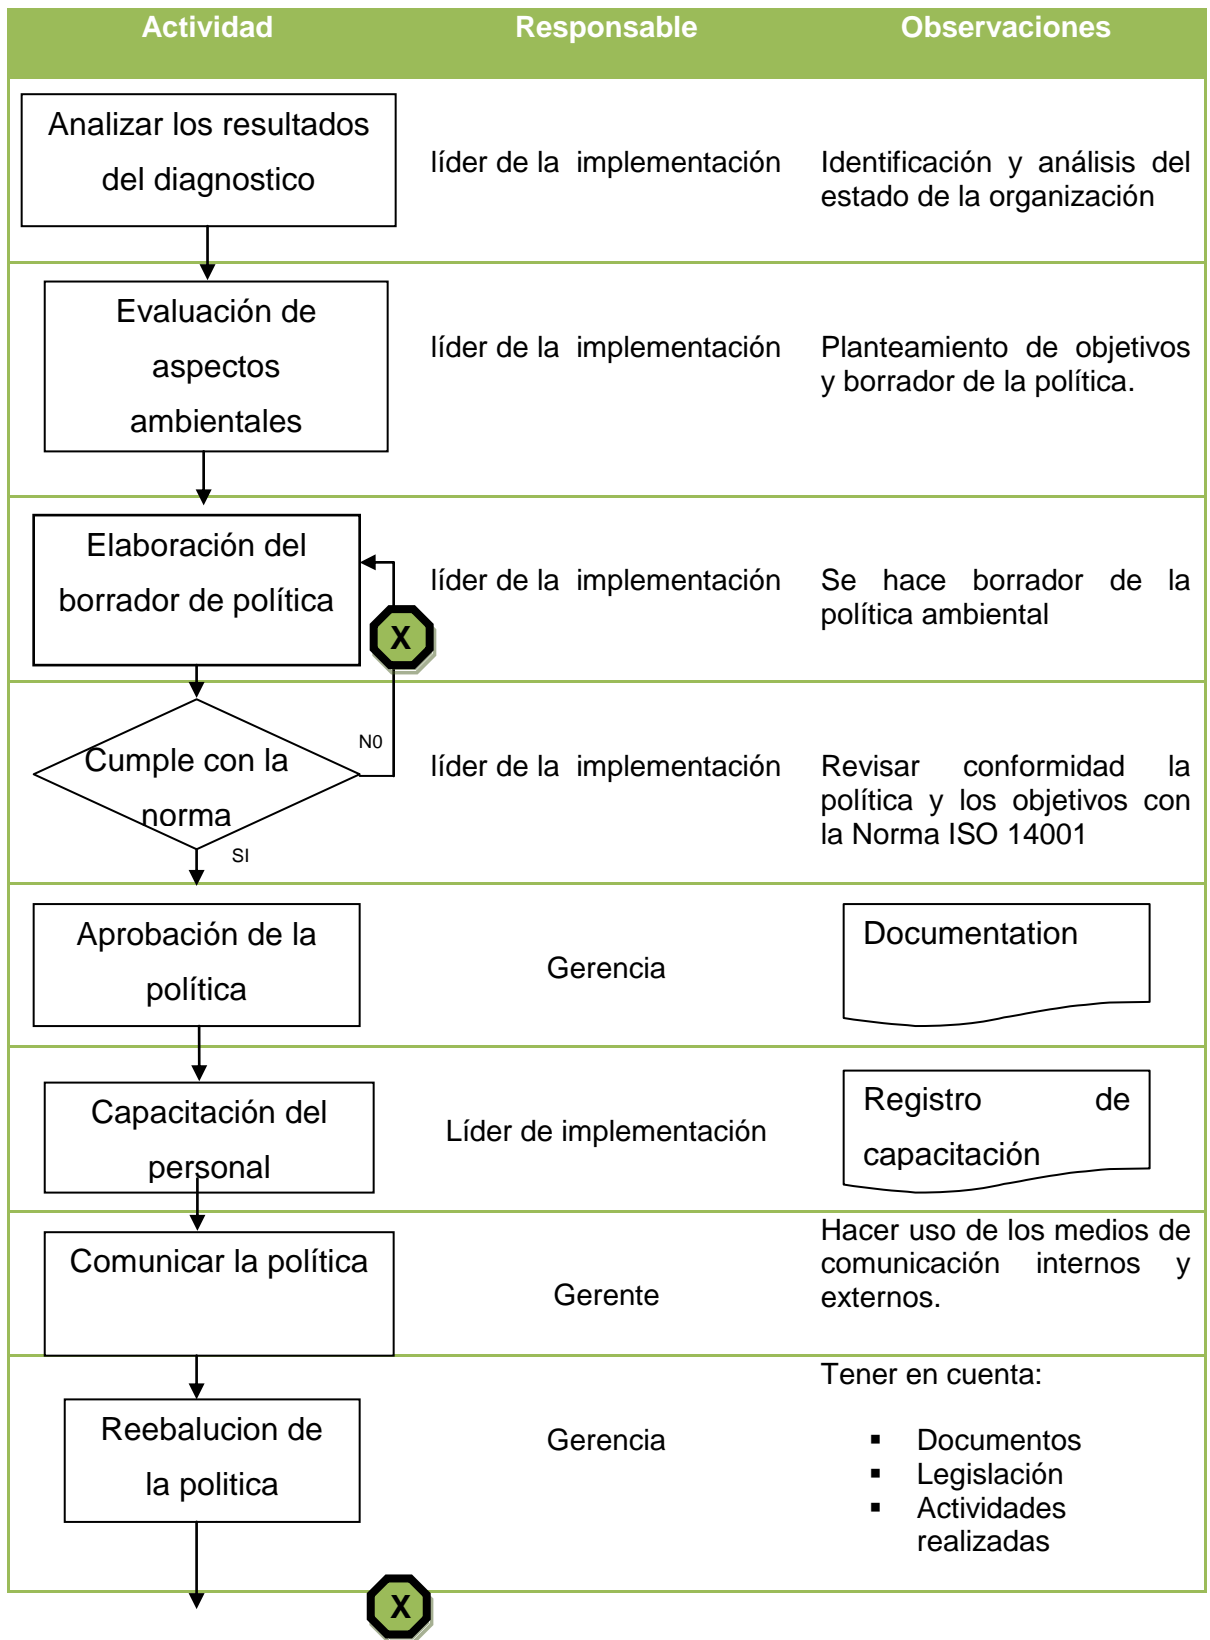 Actividad Responsable Observaciones
Analizar los resultados
del diagnostico
líder de la implementación
Identificación y análisis del
estado de la organización
Evaluación de
aspectos
ambientales
líder de la implementación
Planteamiento de objetivos
y borrador de la política.
Elaboración del
borrador de política
líder de la implementación
Se hace borrador de la
política ambiental
X
Cumple con la
norma
N0
SI
líder de la implementación
Revisar conformidad la
política y los objetivos con
la Norma ISO 14001
Aprobación de la
política
Gerencia
Documentation
Capacitación del
personal
Líder de implementación
Registro de
capacitación
Comunicar la política
Gerente
Hacer uso de los medios de
comunicación internos y
externos.
Reebalucion de
la politica
Gerencia
Tener en cuenta:
▪ Documentos
▪ Legislación
▪ Actividades
realizadas
X